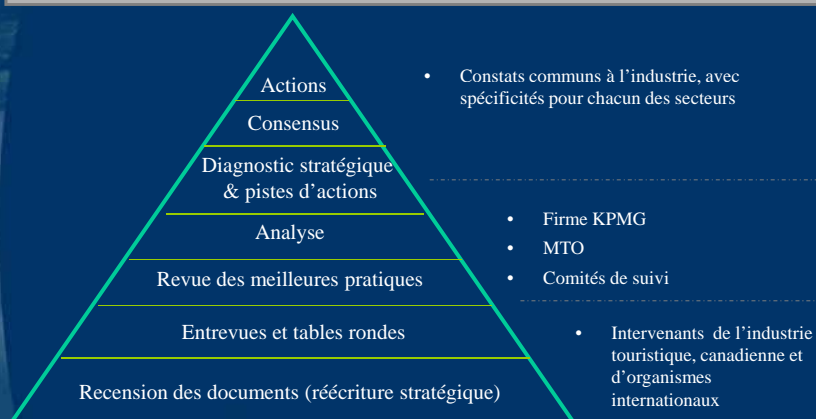 Actions
Consensus
Diagnostic stratégique
& pistes d’actions
Analyse
Revue des meilleures pratiques
Entrevues et tables rondes
Recension des documents (réécriture stratégique)
• Constats communs à l’industrie, avec
spécificités pour chacun des secteurs
• Firme KPMG
• MTO
• Comités de suivi
• Intervenants de l’industrie
touristique, canadienne et
d’organismes
internationaux